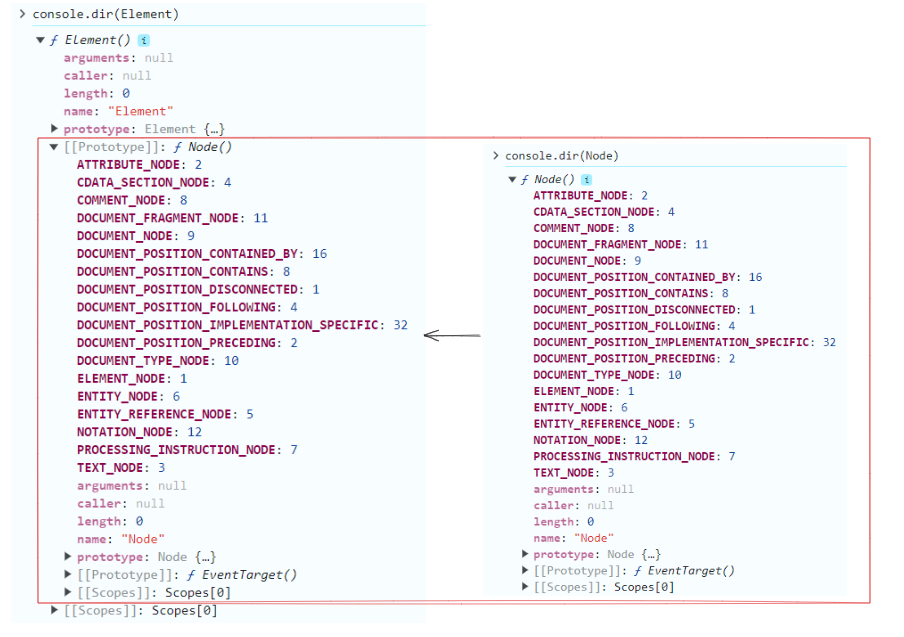 > console.dir(Element)
▼ ƒ Element() i
arguments: null
caller: null
length: 0
name: "Element"
▶ prototype: Element {…}
▼ [[Prototype]]: ƒ Node()
ATTRIBUTE_NODE: 2
CDATA_SECTION_NODE: 4
COMMENT_NODE: 8
DOCUMENT_FRAGMENT_NODE: 11
DOCUMENT_NODE: 9
DOCUMENT_POSITION_CONTAINED_BY: 16
DOCUMENT_POSITION_CONTAINS: 8
DOCUMENT_POSITION_DISCONNECTED: 1
DOCUMENT_POSITION_FOLLOWING: 4
DOCUMENT_POSITION_IMPLEMENTATION_SPECIFIC: 32
DOCUMENT_POSITION_PRECEDING: 2
DOCUMENT_TYPE_NODE: 10
ELEMENT_NODE: 1
ENTITY_NODE: 6
ENTITY_REFERENCE_NODE: 5
NOTATION_NODE: 12
PROCESSING_INSTRUCTION_NODE: 7
TEXT_NODE: 3
arguments: null
caller: null
length: 0
name: "Node"
▶ prototype: Node {…}
▶ [[Prototype]]: ƒ EventTarget()
▶ [[Scopes]]: Scopes[0]
▶ [[Scopes]]: Scopes[0]
> console.dir(Node)
▼ ƒ Node() i
ATTRIBUTE_NODE: 2
CDATA_SECTION_NODE: 4
COMMENT_NODE: 8
DOCUMENT_FRAGMENT_NODE: 11
DOCUMENT_NODE: 9
DOCUMENT_POSITION_CONTAINED_BY: 16
DOCUMENT_POSITION_CONTAINS: 8
DOCUMENT_POSITION_DISCONNECTED: 1
DOCUMENT_POSITION_FOLLOWING: 4
DOCUMENT_POSITION_IMPLEMENTATION_SPECIFIC: 32
DOCUMENT_POSITION_PRECEDING: 2
DOCUMENT_TYPE_NODE: 10
ELEMENT_NODE: 1
ENTITY_NODE: 6
ENTITY_REFERENCE_NODE: 5
NOTATION_NODE: 12
PROCESSING_INSTRUCTION_NODE: 7
TEXT_NODE: 3
arguments: null
caller: null
length: 0
name: "Node"
▶ prototype: Node {…}
▶ [[Prototype]]: ƒ EventTarget()
▶ [[Scopes]]: Scopes[0]